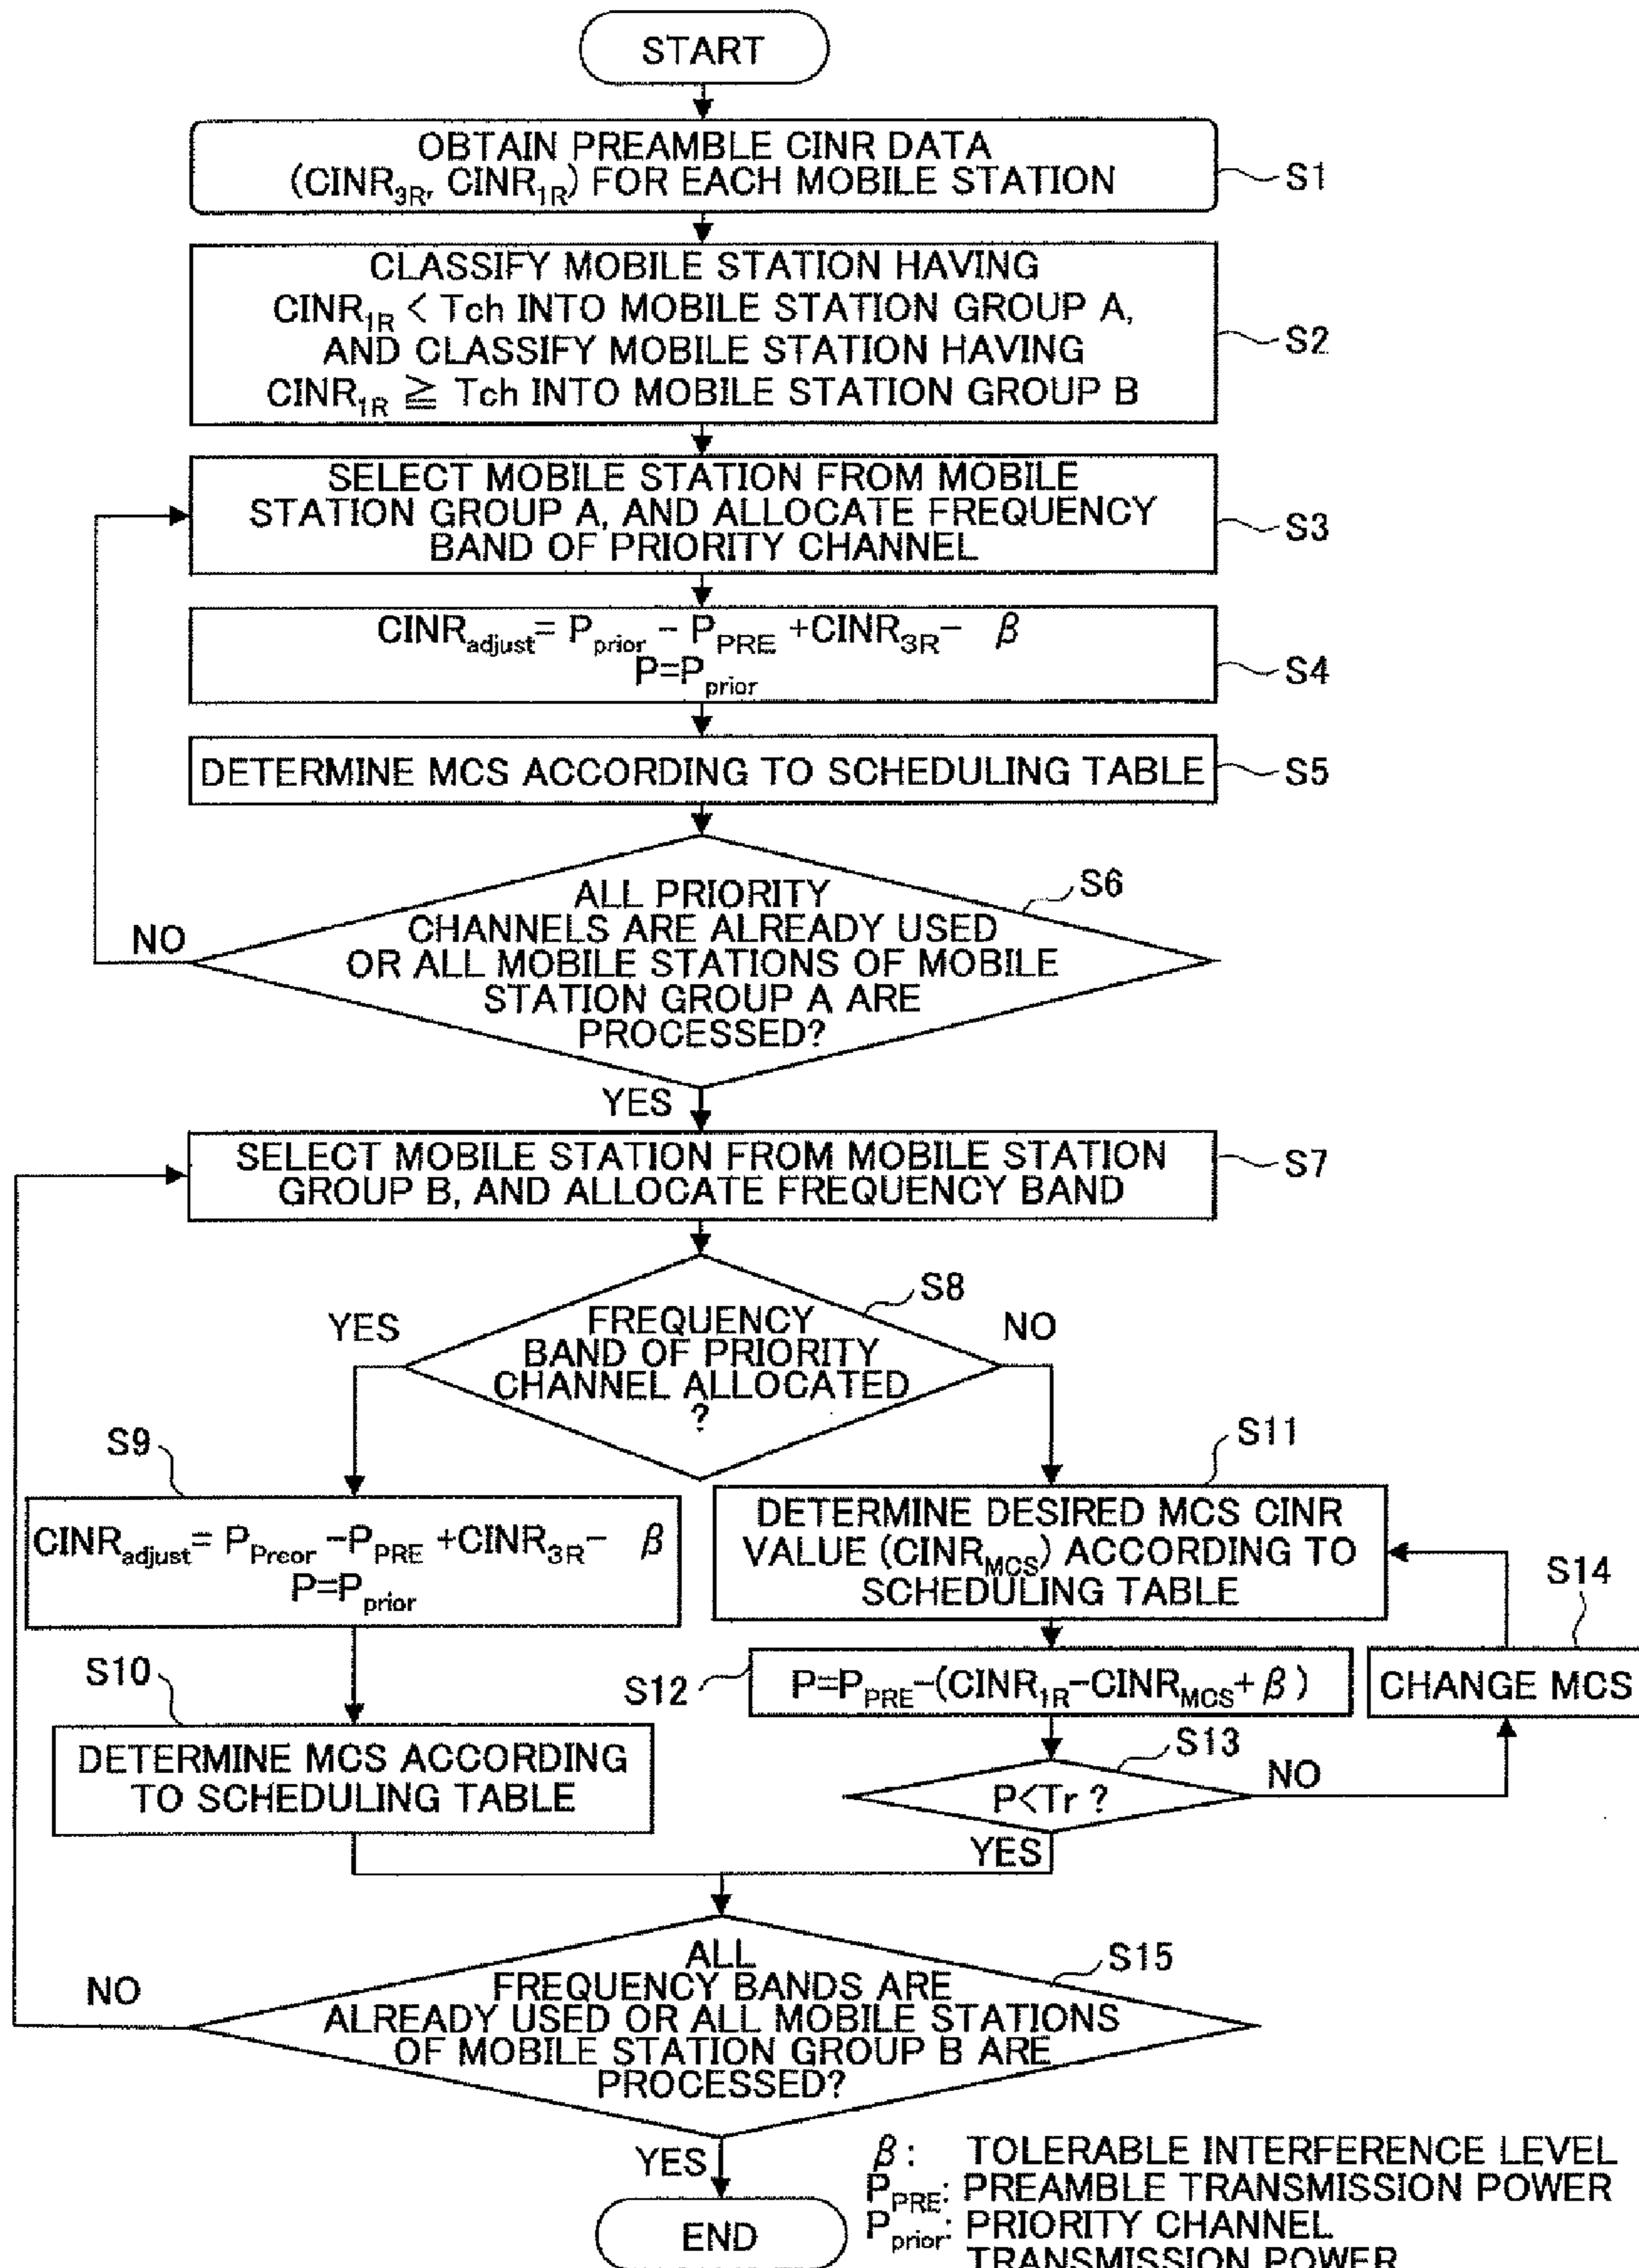 START
OBTAIN PREAMBLE CINR DATA
(CINR3R, CINR1R) FOR EACH MOBILE STATION
S1
CLASSIFY MOBILE STATION HAVING
CINR1R < Tch INTO MOBILE STATION GROUP A,
AND CLASSIFY MOBILE STATION HAVING
CINR1R ≧ Tch INTO MOBILE STATION GROUP B
S2
SELECT MOBILE STATION FROM MOBILE
STATION GROUP A, AND ALLOCATE FREQUENCY
BAND OF PRIORITY CHANNEL
S3
CINRadjust= Pprior - PPRE +CINR3R- β
P=Pprior
S4
DETERMINE MCS ACCORDING TO SCHEDULING TABLE
S5
ALL PRIORITY
CHANNELS ARE ALREADY USED
OR ALL MOBILE STATIONS OF MOBILE
STATION GROUP A ARE
PROCESSED?
S6
NO
YES
SELECT MOBILE STATION FROM MOBILE STATION
GROUP B, AND ALLOCATE FREQUENCY BAND
S7
FREQUENCY
BAND OF PRIORITY
CHANNEL ALLOCATED
?
S8
YES
NO
S9
CINRadjust= PPreor -PPRE +CINR3R- β
P=Pprior
S10
DETERMINE MCS ACCORDING
TO SCHEDULING TABLE
S11
DETERMINE DESIRED MCS CINR
VALUE (CINRMCS) ACCORDING TO
SCHEDULING TABLE
S12
P=PPRE-(CINR1R-CINRMCS+β)
S14
CHANGE MCS
S13
P<Tr ?
NO
YES
ALL
FREQUENCY BANDS ARE
ALREADY USED OR ALL MOBILE STATIONS
OF MOBILE STATION GROUP B ARE
PROCESSED?
S15
NO
YES
END
β: TOLERABLE INTERFERENCE LEVEL
PPRE: PREAMBLE TRANSMISSION POWER
Pprior: PRIORITY CHANNEL
TRANSMISSION POWER